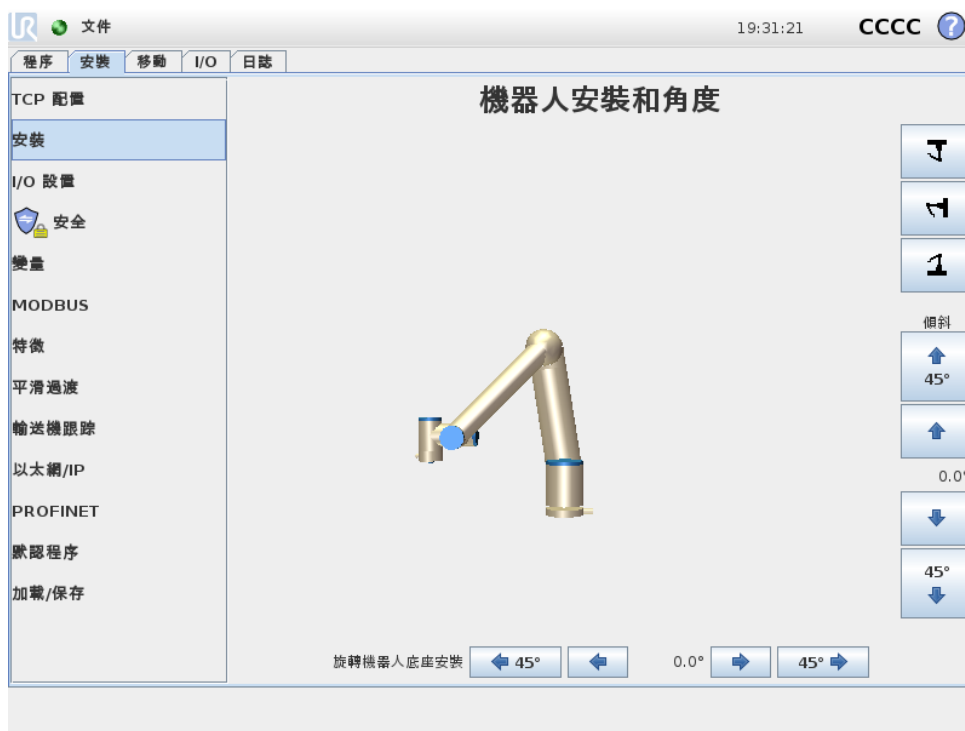 UR 文件 19:31:21 CCCC ?
程序 安裝 移動 I/O 日誌
TCP 配置
機器人安裝和角度
安裝
I/O 設置
安全
變量
MODBUS
特徵
傾斜
45°
平滑過渡
輸送機跟踪
以太網/IP
0.0°
PROFINET
默認程序
45°
加載/保存
旋轉機器人底座安裝 45° 0.0° 45°